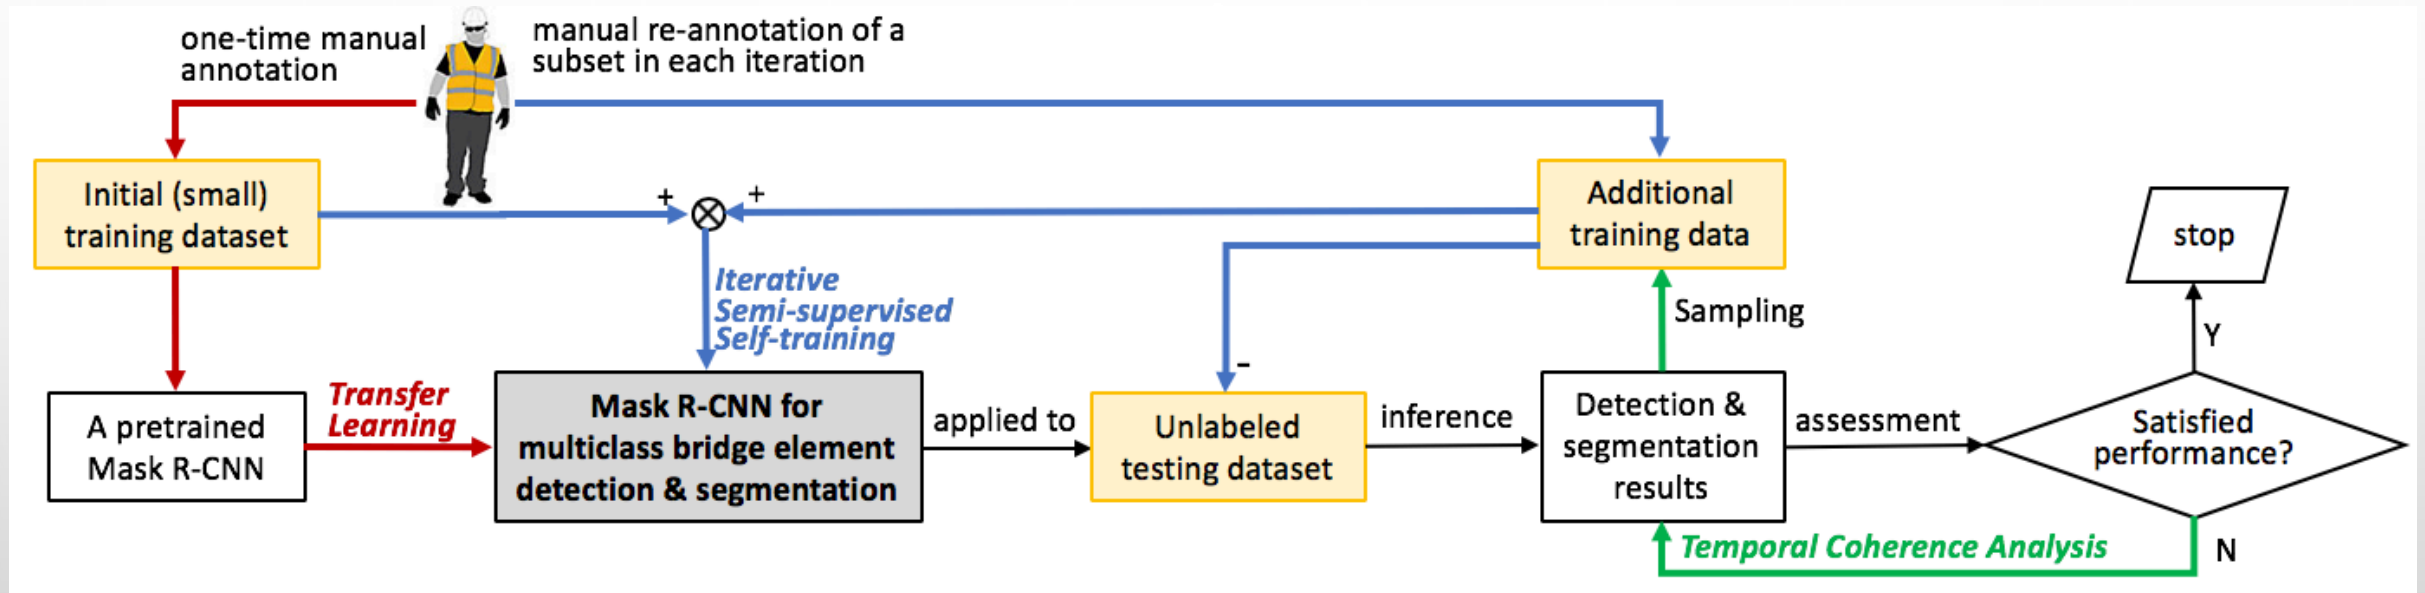 one-time manual
annotation
manual re-annotation of a
subset in each iteration
Initial (small)
training dataset
+
+
Additional
training data
stop
Iterative
Semi-supervised
Self-training
Sampling
Y
-
A pretrained
Mask R-CNN
Transfer
Learning
Mask R-CNN for
multiclass bridge element
detection & segmentation
applied to
Unlabeled
testing dataset
inference
Detection &
segmentation
results
assessment
Satisfied
performance?
Temporal Coherence Analysis
N